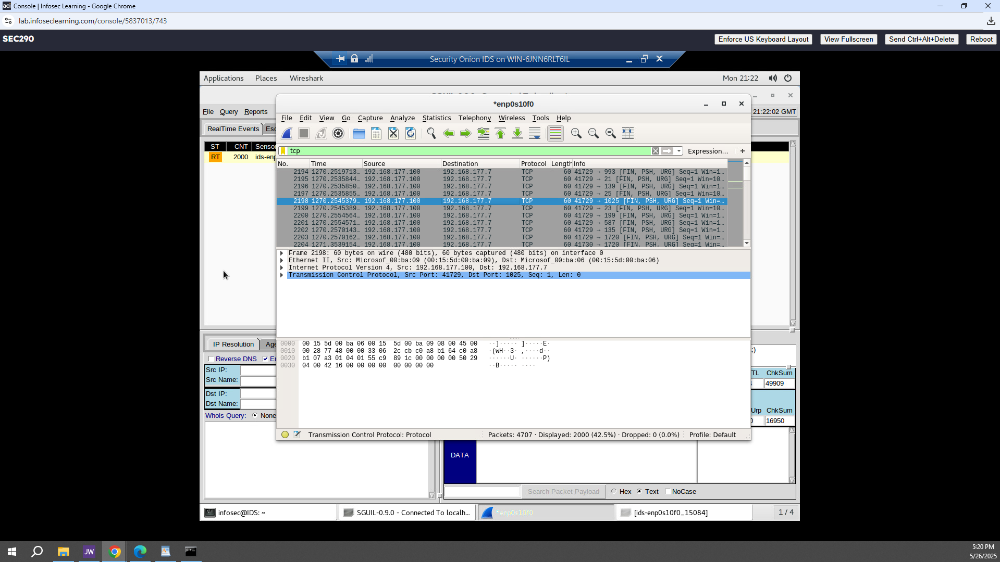 Console | Infosec Learning - Google Chrome
lab.infoseclearning.com/console/5837013/743
SEC290
Enforce US Keyboard Layout
View Fullscreen
Send Ctrl+Alt+Delete
Reboot
Security Onion IDS on WIN-6JNN6RLT6IL
Applications Places Wireshark
Mon 21:22
File Query Reports
21:22:02 GMT
RealTime Events
ST CNT
RT 2000
*enp0s10f0
File Edit View Go Capture Analyze Statistics Telephony Wireless Tools Help
tcp
Expression… +
No. Time Source Destination Protocol Length Info
2194 1270.2519713… 192.168.177.100 192.168.177.7 TCP 60 41729 → 993 [FIN, PSH, URG] Seq=1 Win=1…
2195 1270.2535844… 192.168.177.100 192.168.177.7 TCP 60 41729 → 21 [FIN, PSH, URG] Seq=1 Win=10…
2196 1270.2535850… 192.168.177.100 192.168.177.7 TCP 60 41729 → 139 [FIN, PSH, URG] Seq=1 Win=1…
2197 1270.2535855… 192.168.177.100 192.168.177.7 TCP 60 41729 → 25 [FIN, PSH, URG] Seq=1 Win=10…
2198 1270.2545379… 192.168.177.100 192.168.177.7 TCP 60 41729 → 1025 [FIN, PSH, URG] Seq=1 Win=…
2199 1270.2545389… 192.168.177.100 192.168.177.7 TCP 60 41729 → 23 [FIN, PSH, URG] Seq=1 Win=10…
2200 1270.2554564… 192.168.177.100 192.168.177.7 TCP 60 41729 → 199 [FIN, PSH, URG] Seq=1 Win=1…
2201 1270.2554571… 192.168.177.100 192.168.177.7 TCP 60 41729 → 587 [FIN, PSH, URG] Seq=1 Win=1…
2202 1270.2570143… 192.168.177.100 192.168.177.7 TCP 60 41729 → 135 [FIN, PSH, URG] Seq=1 Win=1…
2203 1270.2570162… 192.168.177.100 192.168.177.7 TCP 60 41729 → 1720 [FIN, PSH, URG] Seq=1 Win=…
2204 1271.3539154… 192.168.177.100 192.168.177.7 TCP 60 41730 → 1720 [FIN, PSH, URG] Seq=1 Win=…
Frame 2198: 60 bytes on wire (480 bits), 60 bytes captured (480 bits) on interface 0
Ethernet II, Src: Microsof_00:ba:09 (00:15:5d:00:ba:09), Dst: Microsof_00:ba:06 (00:15:5d:00:ba:06)
Internet Protocol Version 4, Src: 192.168.177.100, Dst: 192.168.177.7
Transmission Control Protocol, Src Port: 41729, Dst Port: 1025, Seq: 1, Len: 0
0000 00 15 5d 00 ba 06 00 15 5d 00 ba 09 08 00 45 00 ··]····· ]·····E·
0010 00 28 77 48 00 00 33 06 2c cb c0 a8 b1 64 c0 a8 ·(wH··3· ,····d··
0020 b1 07 a3 01 04 01 55 c9 89 1c 00 00 00 00 50 29 ······U· ······P)
0030 04 00 42 16 00 00 00 00 00 00 00 00 ··B····· ····
Transmission Control Protocol: Protocol
Packets: 4707 · Displayed: 2000 (42.5%) · Dropped: 0 (0.0%)
Profile: Default
IP Resolution
Reverse DNS
Src IP:
Src Name:
Dst IP:
Dst Name:
Whois Query: None
;)
TL ChkSum
49909
Urp ChkSum
16950
DATA
Search Packet Payload
Hex Text NoCase
infosec@IDS: ~
SGUIL-0.9.0 - Connected To localh…
*enp0s10f0
[ids-enp0s10f0_15084]
1 / 4
JW
5:20 PM
5/26/2025